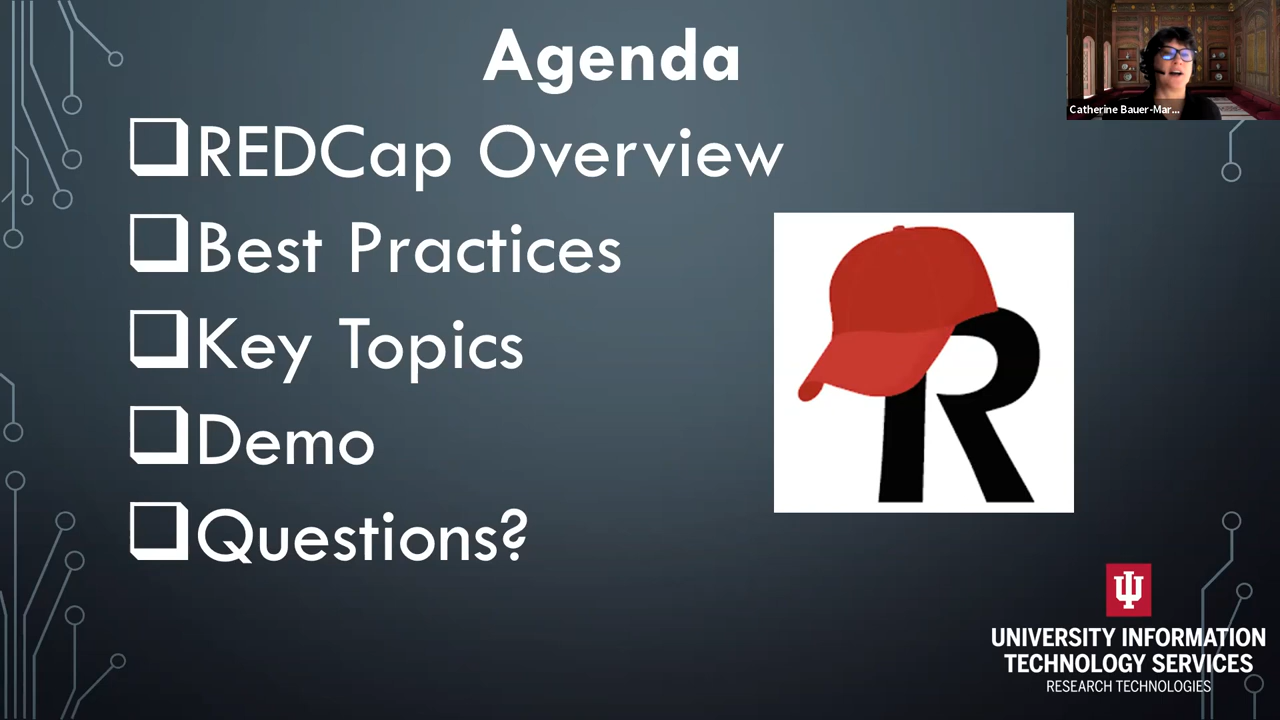 Agenda
Catherine Bauer-Mar...
REDCap Overview
Best Practices
Key Topics
Demo
Questions?
R
UNIVERSITY INFORMATION
TECHNOLOGY SERVICES
RESEARCH TECHNOLOGIES